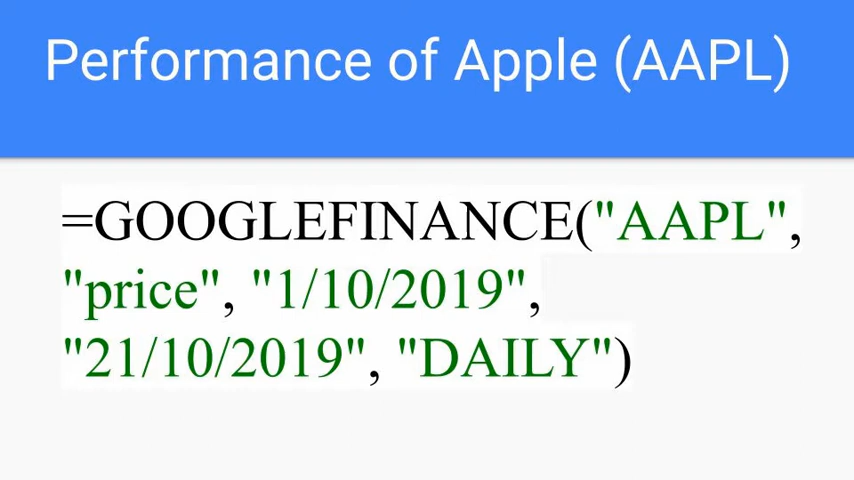 Performance of Apple (AAPL)
=GOOGLEFINANCE("AAPL",
"price", "1/10/2019",
"21/10/2019", "DAILY")